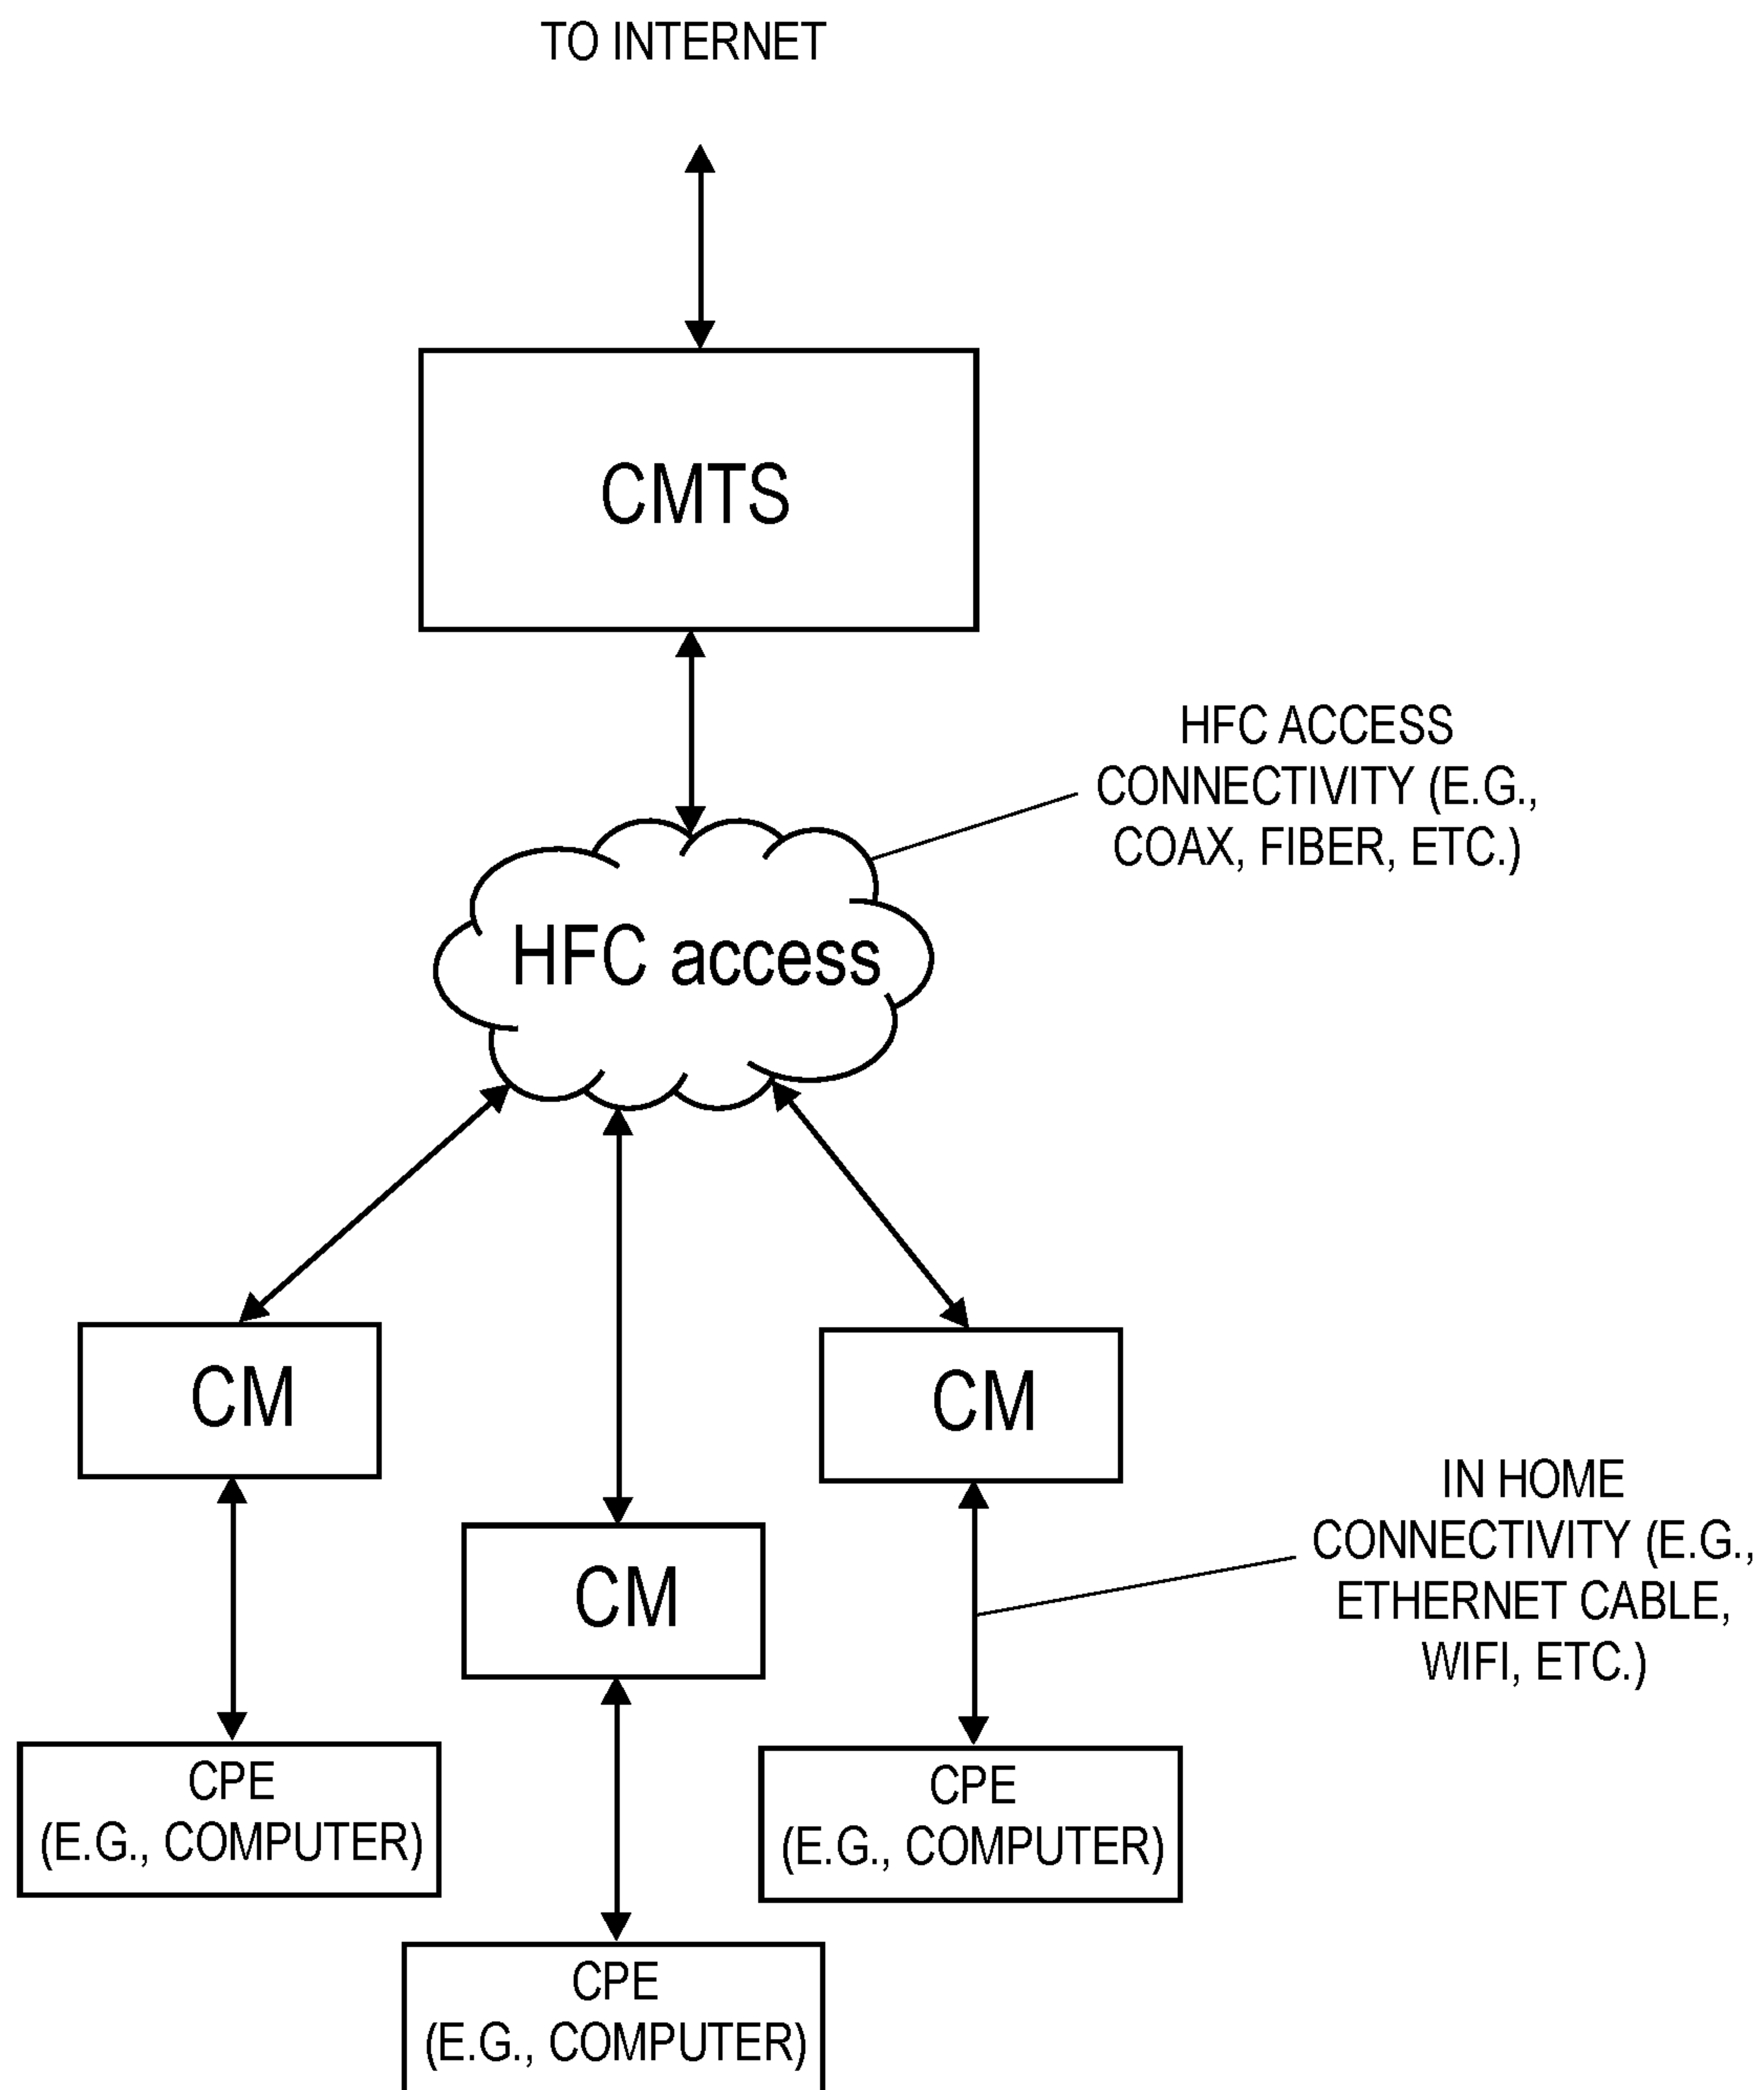 TO INTERNET
CMTS
HFC ACCESS
CONNECTIVITY (E.G.,
COAX, FIBER, ETC.)
HFC access
CM
CM
CM
IN HOME
CONNECTIVITY (E.G.,
ETHERNET CABLE,
WIFI, ETC.)
CPE
(E.G., COMPUTER)
CPE
(E.G., COMPUTER)
CPE
(E.G., COMPUTER)